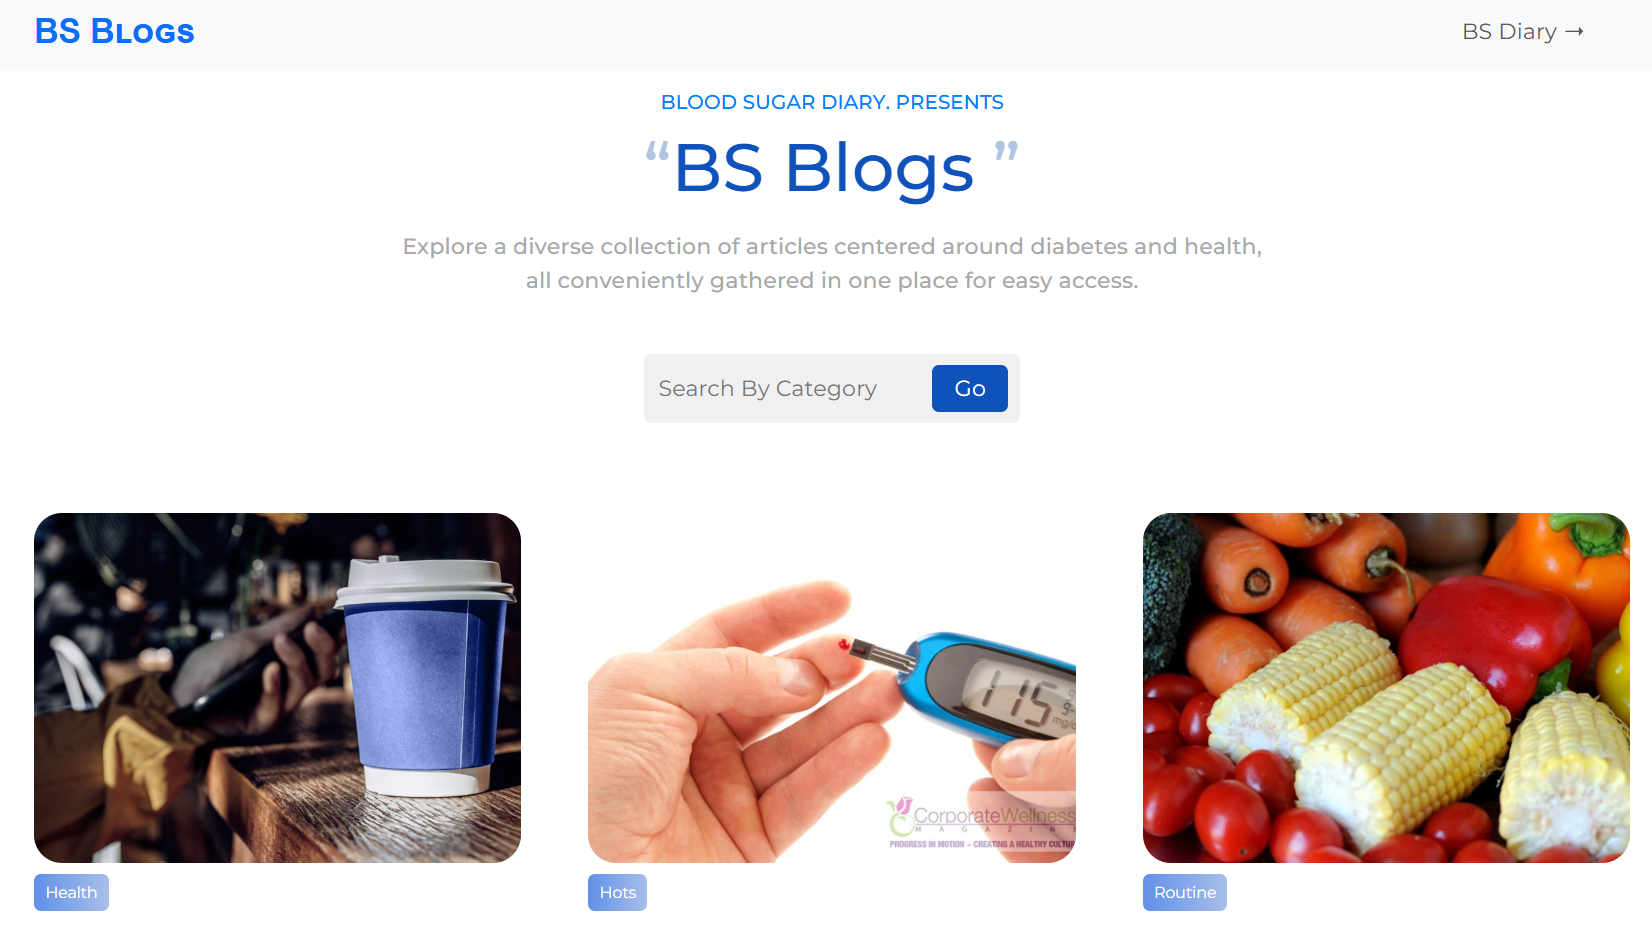 BS Blogs
BS Diary →
BLOOD SUGAR DIARY. PRESENTS
“BS Blogs ”
Explore a diverse collection of articles centered around diabetes and health,
all conveniently gathered in one place for easy access.
Search By Category
Go
115
mg/d
CorporateWellness
MAGAZINE
PROGRESS IN MOTION ~ CREATING A HEALTHY CULTUR
Health
Hots
Routine